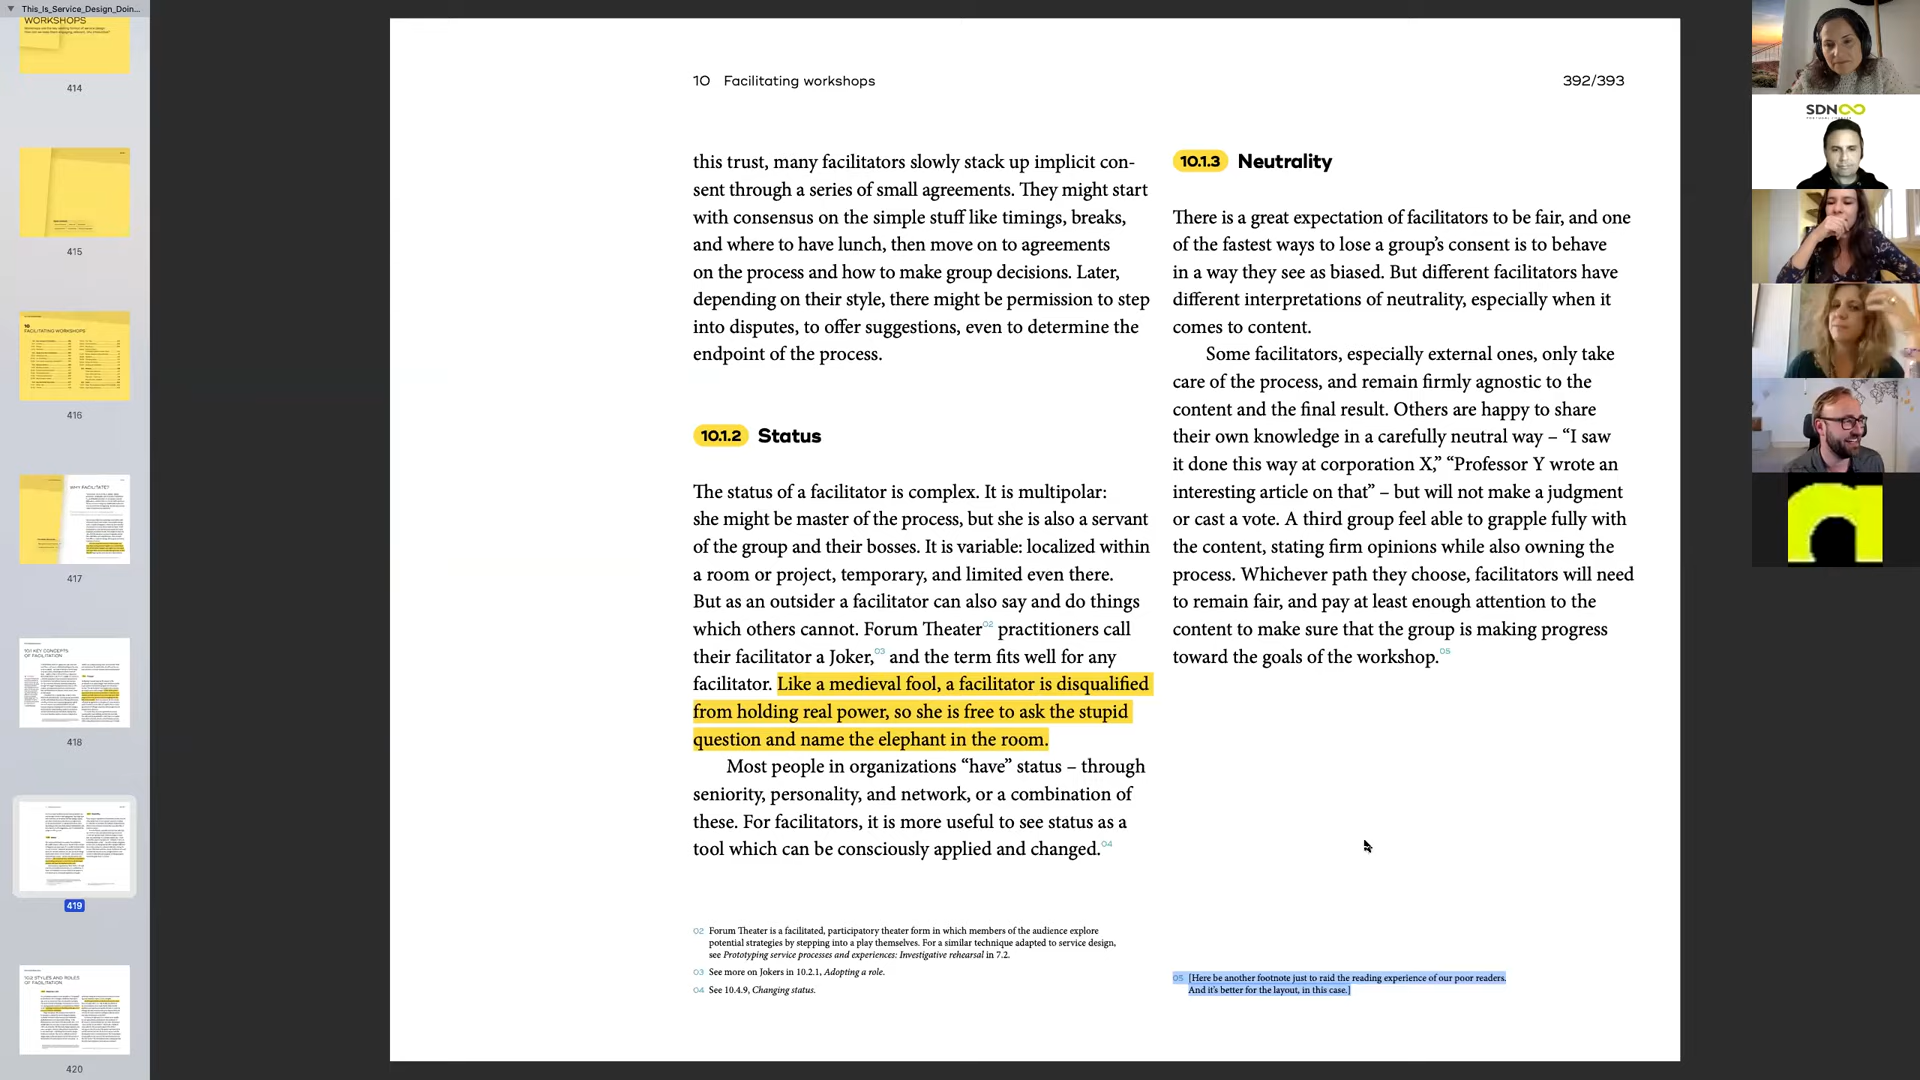 This_Is_Service_Design_Doin...
WORKSHOPS
414
415
10
FACILITATING WORKSHOPS
416
WHY FACILITATE?
417
10.1 KEY CONCEPTS
OF FACILITATION
418
419
10.2 STYLES AND ROLES
OF FACILITATION
420
10 Facilitating workshops
392/393
this trust, many facilitators slowly stack up implicit con-
sent through a series of small agreements. They might start
with consensus on the simple stuff like timings, breaks,
and where to have lunch, then move on to agreements
on the process and how to make group decisions. Later,
depending on their style, there might be permission to step
into disputes, to offer suggestions, even to determine the
endpoint of the process.
10.1.2 Status
The status of a facilitator is complex. It is multipolar:
she might be master of the process, but she is also a servant
of the group and their bosses. It is variable: localized within
a room or project, temporary, and limited even there.
But as an outsider a facilitator can also say and do things
which others cannot. Forum Theater02 practitioners call
their facilitator a Joker,03 and the term fits well for any
facilitator. Like a medieval fool, a facilitator is disqualified
from holding real power, so she is free to ask the stupid
question and name the elephant in the room.
Most people in organizations “have” status – through
seniority, personality, and network, or a combination of
these. For facilitators, it is more useful to see status as a
tool which can be consciously applied and changed.04
02 Forum Theater is a facilitated, participatory theater form in which members of the audience explore
potential strategies by stepping into a play themselves. For a similar technique adapted to service design,
see Prototyping service processes and experiences: Investigative rehearsal in 7.2.
03 See more on Jokers in 10.2.1, Adopting a role.
04 See 10.4.9, Changing status.
10.1.3 Neutrality
There is a great expectation of facilitators to be fair, and one
of the fastest ways to lose a group’s consent is to behave
in a way they see as biased. But different facilitators have
different interpretations of neutrality, especially when it
comes to content.
Some facilitators, especially external ones, only take
care of the process, and remain firmly agnostic to the
content and the final result. Others are happy to share
their own knowledge in a carefully neutral way – “I saw
it done this way at corporation X,” “Professor Y wrote an
interesting article on that” – but will not make a judgment
or cast a vote. A third group feel able to grapple fully with
the content, stating firm opinions while also owning the
process. Whichever path they choose, facilitators will need
to remain fair, and pay at least enough attention to the
content to make sure that the group is making progress
toward the goals of the workshop.05
05 [Here be another footnote just to raid the reading experience of our poor readers.
And it’s better for the layout, in this case.]
SDN